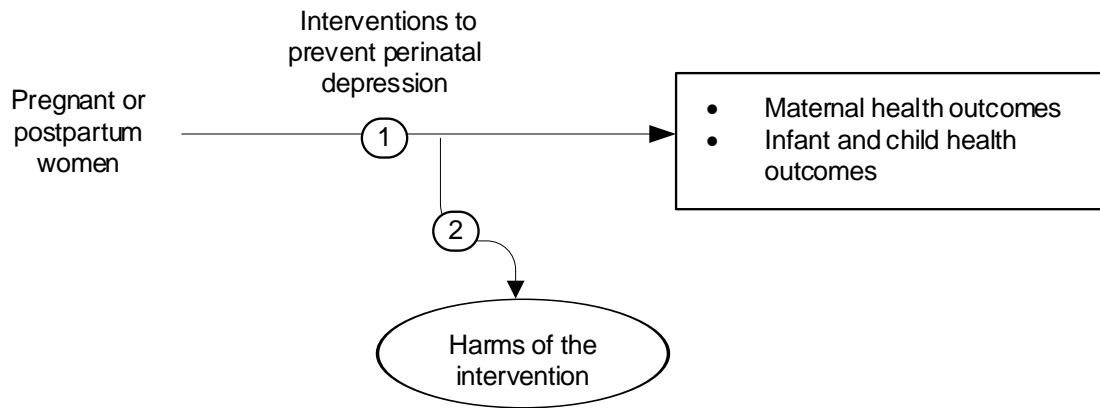 Interventions to
prevent perinatal
depression
Pregnant or
postpartum
women
1
• Maternal health outcomes
• Infant and child health
outcomes
2
Harms of the
intervention